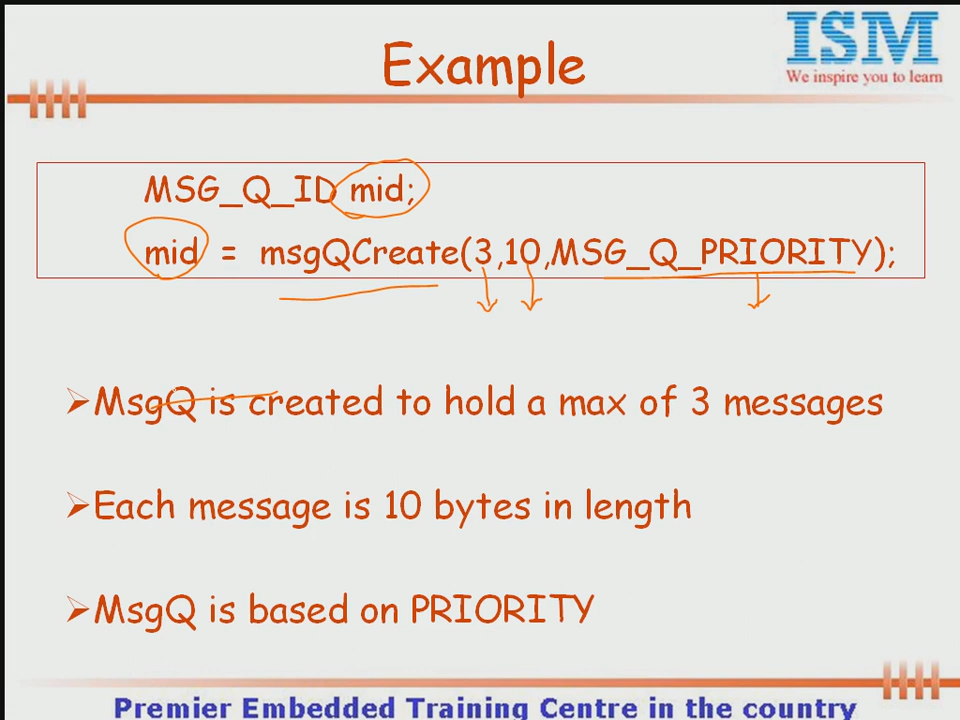 Example
ISM
We inspire you to learn
MSG_Q_ID mid;
mid = msgQCreate(3,10,MSG_Q_PRIORITY);
➢MsgQ is created to hold a max of 3 messages
➢Each message is 10 bytes in length
➢MsgQ is based on PRIORITY
Premier Embedded Training Centre in the country